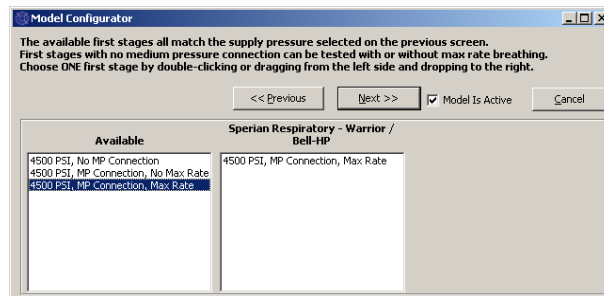 Model Configurator
The available first stages all match the supply pressure selected on the previous screen.
First stages with no medium pressure connection can be tested with or without max rate breathing.
Choose ONE first stage by double-clicking or dragging from the left side and dropping to the right.
<< Previous
Next >>
Model Is Active
Cancel
Available
Sperian Respiratory - Warrior /
Bell-HP
4500 PSI, No MP Connection
4500 PSI, MP Connection, No Max Rate
4500 PSI, MP Connection, Max Rate
4500 PSI, MP Connection, Max Rate